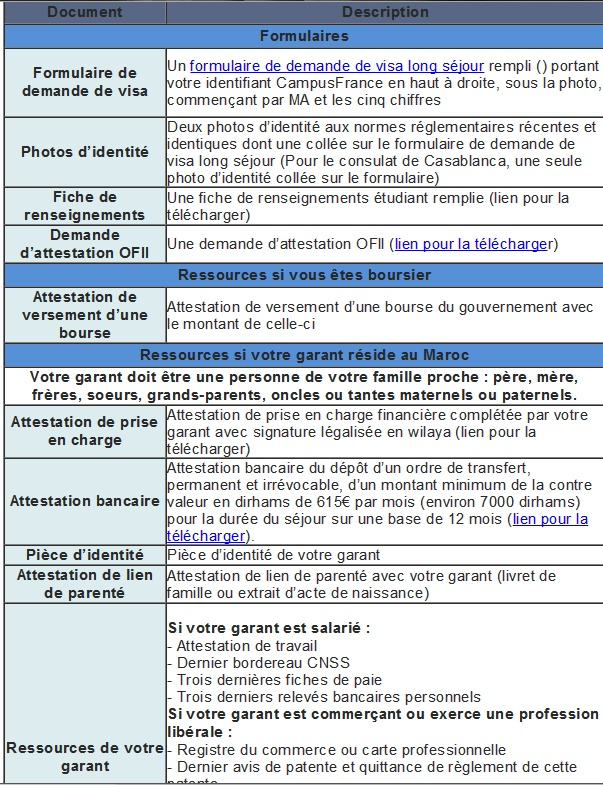 Document Description
Formulaires
Formulaire de
demande de visa
Un formulaire de demande de visa long séjour rempli () portant
votre identifiant CampusFrance en haut à droite, sous la photo,
commençant par MA et les cinq chiffres
Photos d'identité
Deux photos d'identité aux normes réglementaires récentes et
identiques dont une collée sur le formulaire de demande de
visa long séjour (Pour le consulat de Casablanca, une seule
photo d'identité collée sur le formulaire)
Fiche de
renseignements
Une fiche de renseignements étudiant remplie (lien pour la
télécharger)
Demande
d'attestation OFII
Une demande d'attestation OFII (lien pour la télécharger)
Ressources si vous êtes boursier
Attestation de
versement d'une
bourse
Attestation de versement d'une bourse du gouvernement avec
le montant de celle-ci
Ressources si votre garant réside au Maroc
Votre garant doit être une personne de votre famille proche : père, mère,
frères, soeurs, grands-parents, oncles ou tantes maternels ou paternels.
Attestation de prise
en charge
Attestation de prise en charge financière complétée par votre
garant avec signature légalisée en wilaya (lien pour la
télécharger)
Attestation bancaire
Attestation bancaire du dépôt d'un ordre de transfert,
permanent et irrévocable, d'un montant minimum de la contre
valeur en dirhams de 615€ par mois (environ 7000 dirhams)
pour la durée du séjour sur une base de 12 mois (lien pour la
télécharger).
Pièce d'identité
Pièce d'identité de votre garant
Attestation de lien
de parenté
Attestation de lien de parenté avec votre garant (livret de
famille ou extrait d'acte de naissance)
Ressources de votre
garant
Si votre garant est salarié :
- Attestation de travail
- Dernier bordereau CNSS
- Trois dernières fiches de paie
- Trois derniers relevés bancaires personnels
Si votre garant est commerçant ou exerce une profession
libérale :
- Registre du commerce ou carte professionnelle
- Dernier avis de patente et quittance de règlement de cette